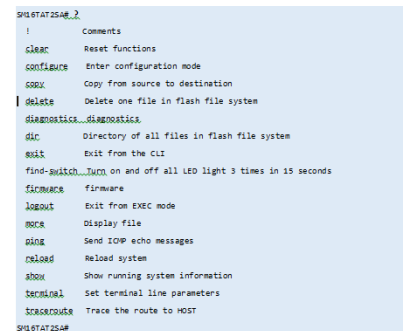 SM16TAT2SA# ?
! Comments
clear Reset functions
configure Enter configuration mode
copy Copy from source to destination
delete Delete one file in flash file system
diagnostics diagnostics
dir Directory of all files in flash file system
exit Exit from the CLI
find-switch Turn on and off all LED light 3 times in 15 seconds
firmware firmware
logout Exit from EXEC mode
more Display file
ping Send ICMP echo messages
reload Reload system
show Show running system information
terminal Set terminal line parameters
traceroute Trace the route to HOST
SM16TAT2SA#